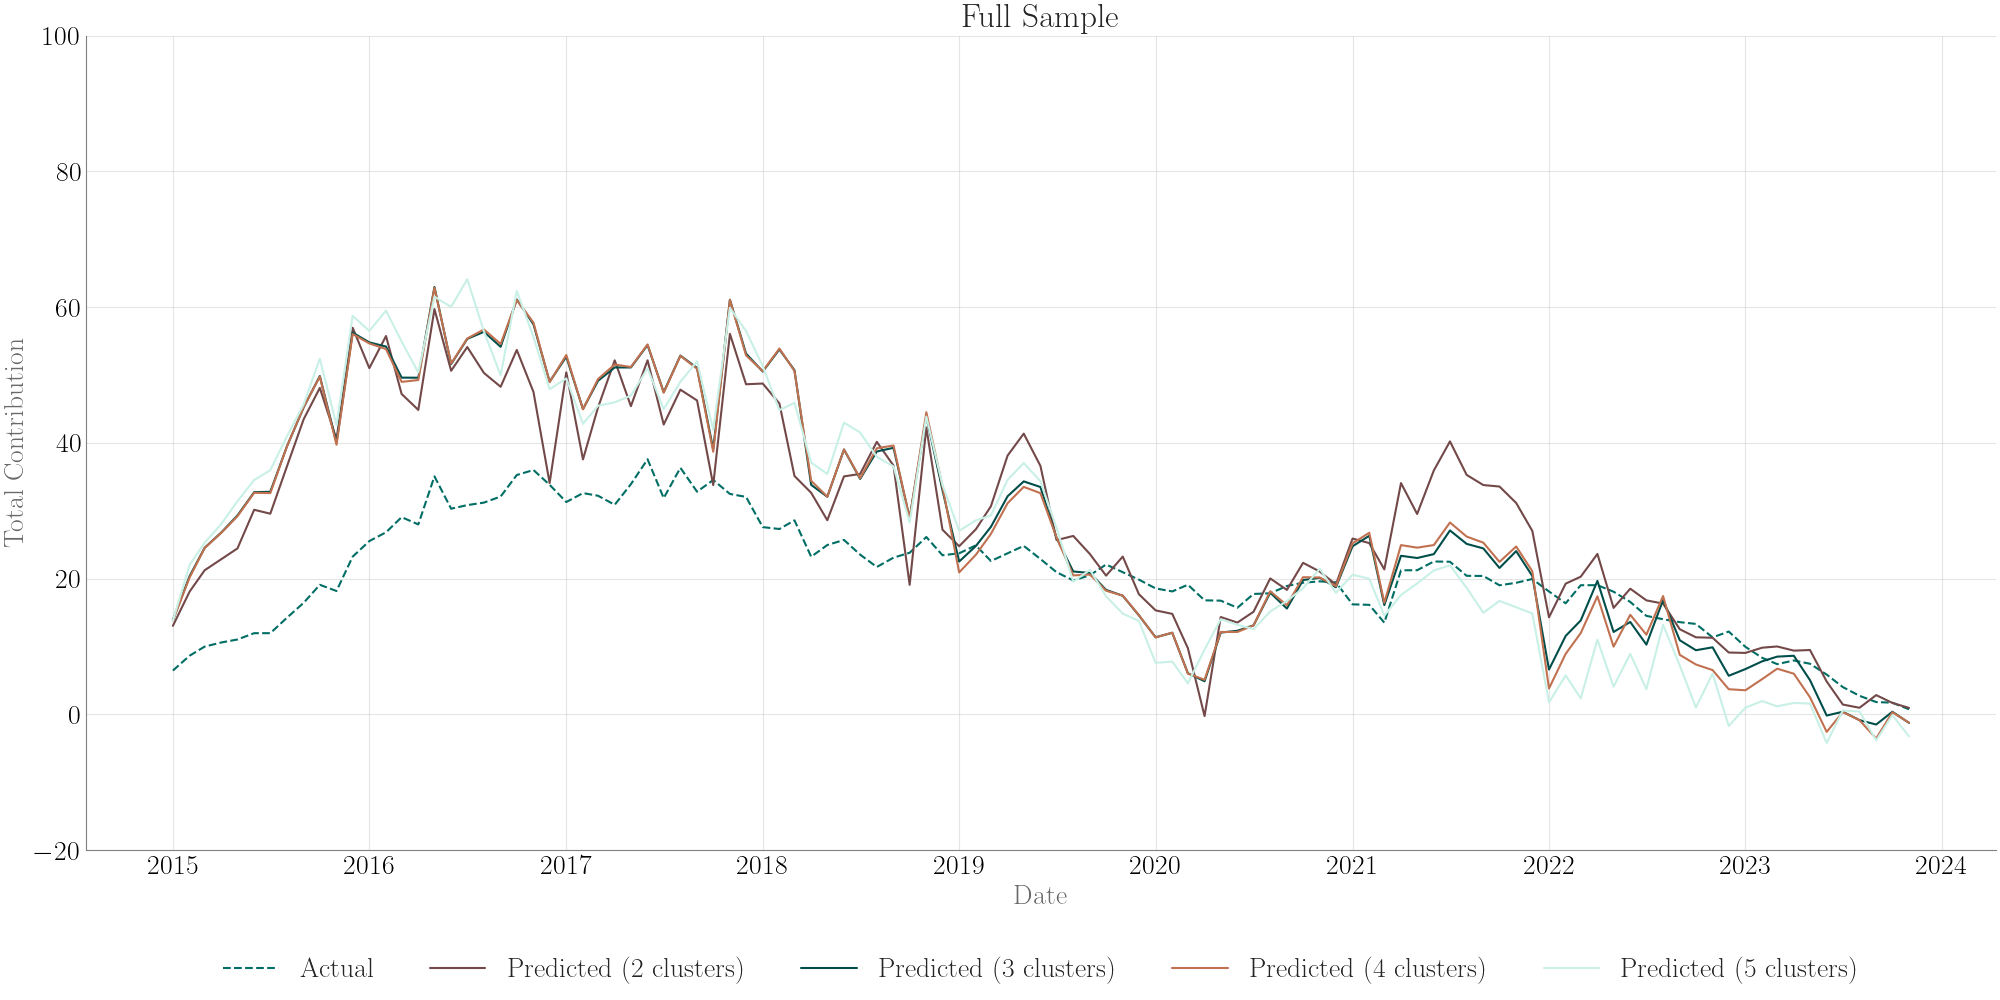 Full Sample
100
80
60
40
20
0
−20
Total Contribution
2015 2016 2017 2018 2019 2020 2021 2022 2023 2024
Date
Actual Predicted (2 clusters) Predicted (3 clusters) Predicted (4 clusters) Predicted (5 clusters)